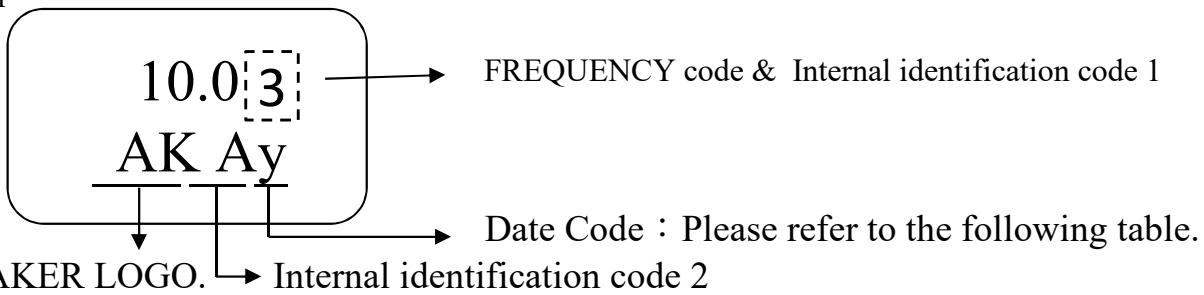 10.03
FREQUENCY code & Internal identification code 1
AK Ay
Date Code：Please refer to the following table.
AKER LOGO.
Internal identification code 2